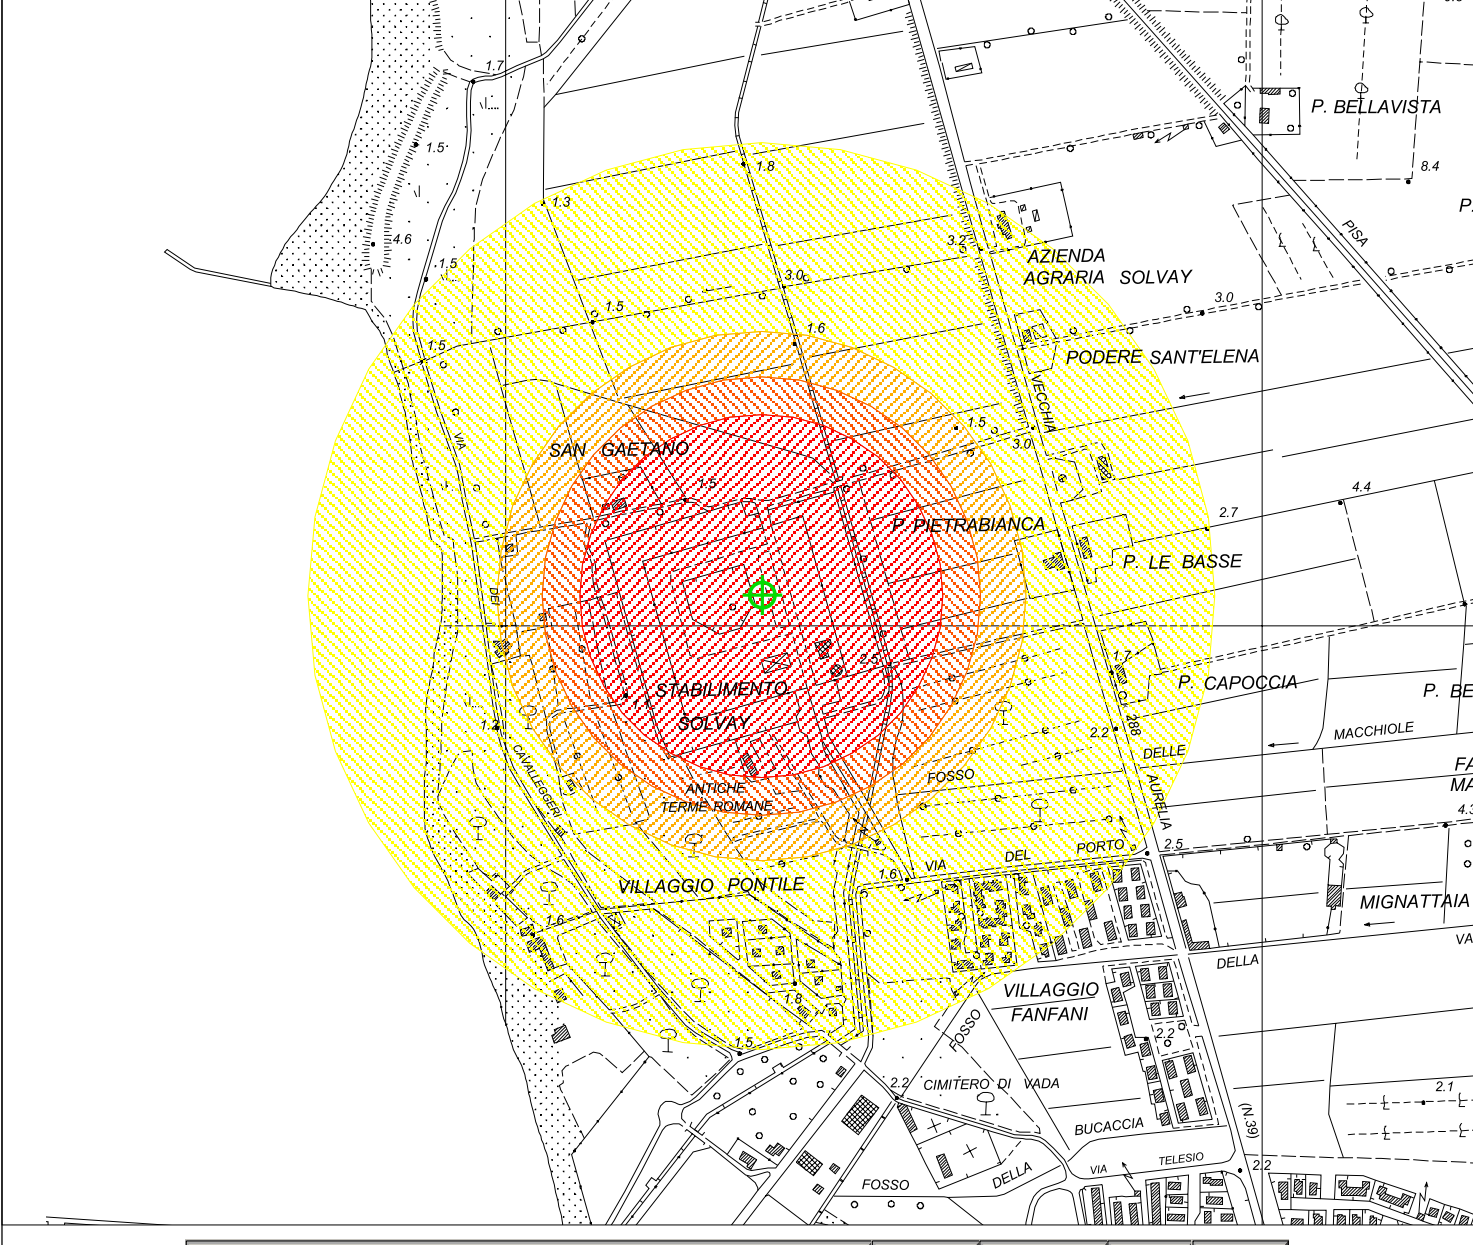 1.7
P. BELLAVISTA
1.5
1.8
8.4
1.3
P.
4.6
3.2
PISA
AZIENDA
AGRARIA SOLVAY
1.5
3.0
3.0
1.5
1.6
1.5
PODERE SANT'ELENA
VECCHIA
1.5
3.0
VIA
SAN GAETANO
1.5
4.4
2.7
P. PIETRABIANCA
P. LE BASSE
DEI
2.5
1.7
P. CAPOCCIA
STABILIMENTO
P. BE
1.1
SOLVAY
288
1.2
2.2
MACCHIOLE
DELLE
CAVALLEGGERI
FOSSO
FA
ANTICHE
MA
TERME ROMANE
AURELIA
4.3
VIA DEL PORTO
2.5
1.6
VILLAGGIO PONTILE
MIGNATTAIA
1.6
VA
DELLA
VILLAGGIO
FANFANI
1.8
FOSSO
2.2
1.5
2.2
CIMITERO DI VADA
2.1
BUCACCIA
(N.39)
VIA TELESIO
2.2
DELLA
FOSSO